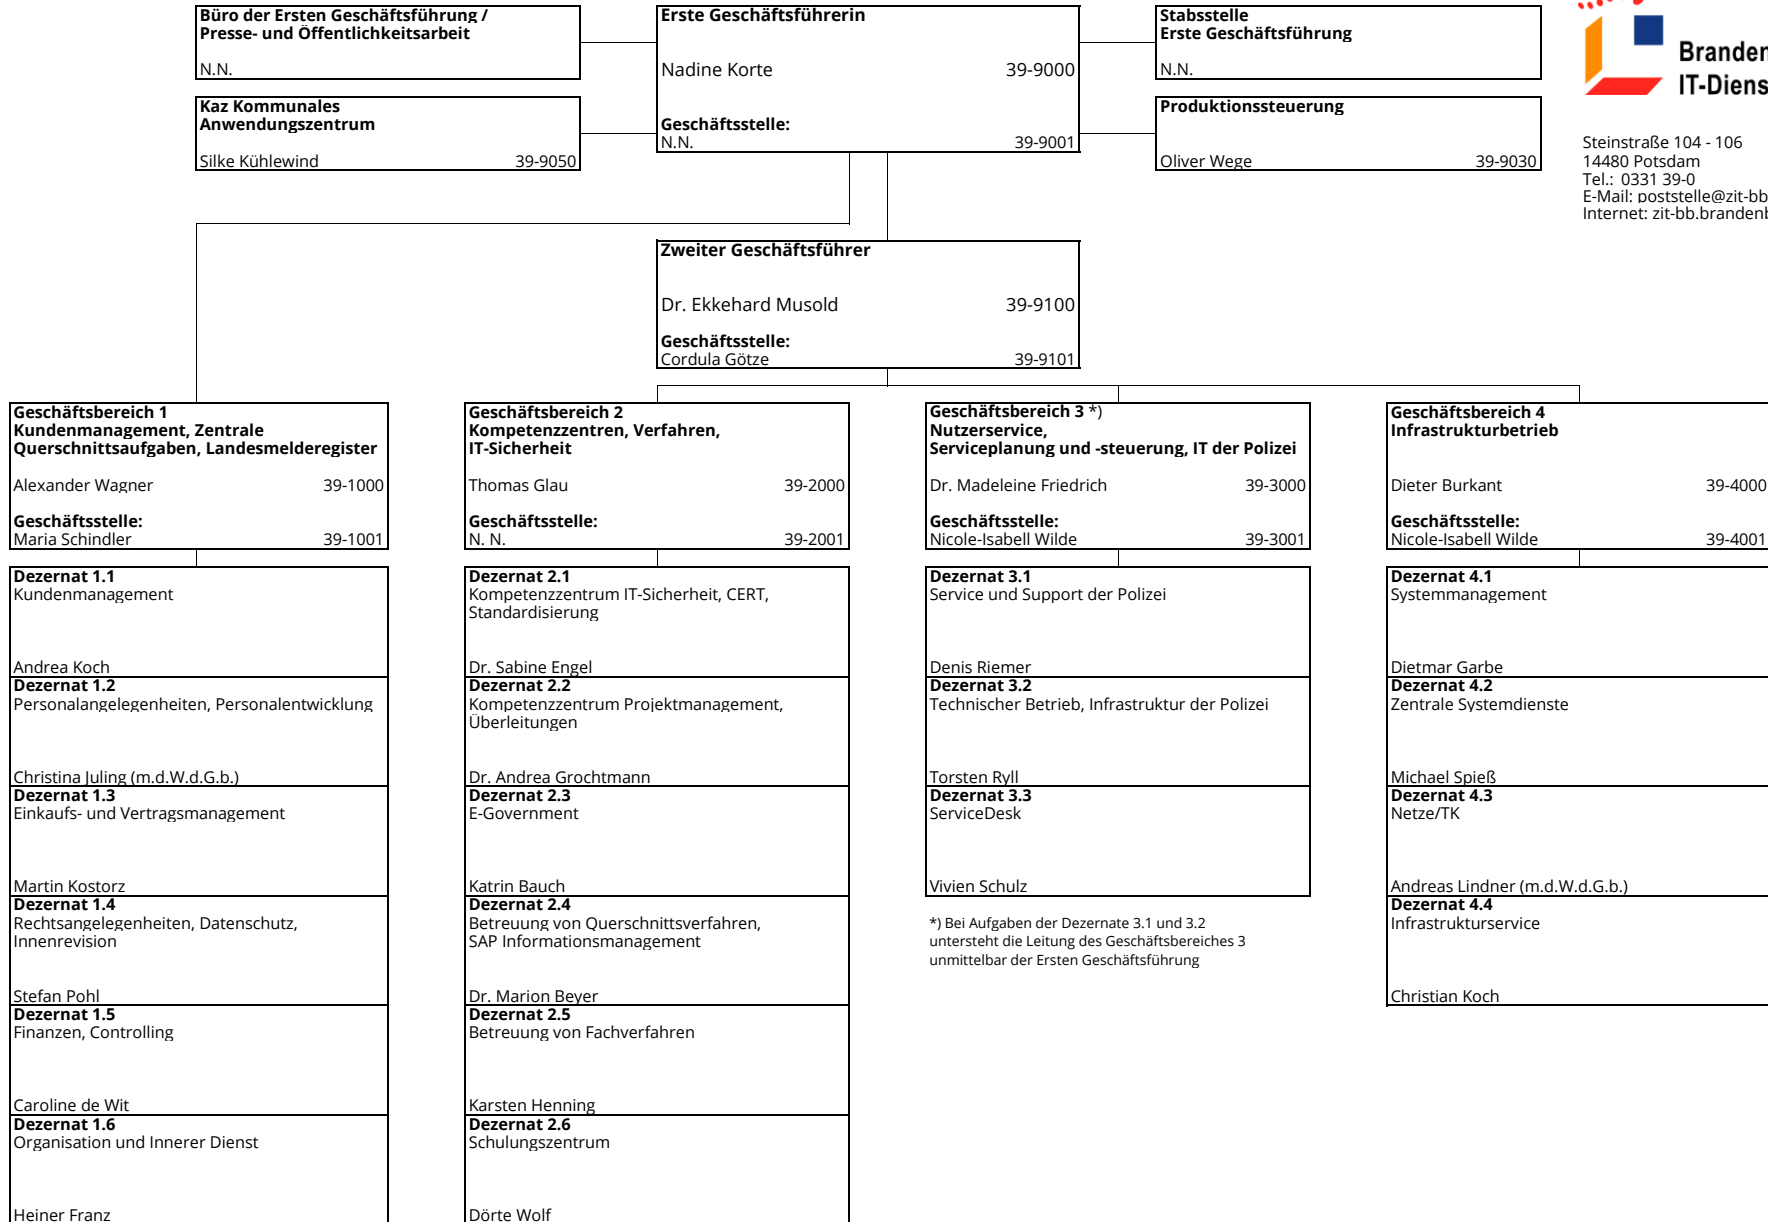 Büro der Ersten Geschäftsführung /
Presse- und Öffentlichkeitsarbeit
N.N.
Erste Geschäftsführerin
Nadine Korte 39-9000
Geschäftsstelle:
N.N. 39-9001
Stabsstelle
Erste Geschäftsführung
N.N.
Kaz Kommunales
Anwendungszentrum
Silke Kühlewind 39-9050
Produktionssteuerung
Oliver Wege 39-9030
Steinstraße 104 - 106
14480 Potsdam
Tel.: 0331 39-0
E-Mail: poststelle@zit-bb
Internet: zit-bb.
Zweiter Geschäftsführer
Dr. Ekkehard Musold 39-9100
Geschäftsstelle:
Cordula Götze 39-9101
Geschäftsbereich 1
Kundenmanagement, Zentrale
Querschnittsaufgaben, Landesmelderegister
Alexander Wagner 39-1000
Geschäftsstelle:
Maria Schindler 39-1001
Dezernat 1.1
Kundenmanagement
Andrea Koch
Dezernat 1.2
Personalangelegenheiten, Personalentwicklung
Christina Juling (m.d.W.d.G.b.)
Dezernat 1.3
Einkaufs- und Vertragsmanagement
Martin Kostorz
Dezernat 1.4
Rechtsangelegenheiten, Datenschutz,
Innenrevision
Stefan Pohl
Dezernat 1.5
Finanzen, Controlling
Caroline de Wit
Dezernat 1.6
Organisation und Innerer Dienst
Heiner Franz
Geschäftsbereich 2
Kompetenzzentren, Verfahren,
IT-Sicherheit
Thomas Glau 39-2000
Geschäftsstelle:
N. N. 39-2001
Dezernat 2.1
Kompetenzzentrum IT-Sicherheit, CERT,
Standardisierung
Dr. Sabine Engel
Dezernat 2.2
Kompetenzzentrum Projektmanagement,
Überleitungen
Dr. Andrea Grochtmann
Dezernat 2.3
E-Government
Katrin Bauch
Dezernat 2.4
Betreuung von Querschnittsverfahren,
SAP Informationsmanagement
Dr. Marion Beyer
Dezernat 2.5
Betreuung von Fachverfahren
Karsten Henning
Dezernat 2.6
Schulungszentrum
Dörte Wolf
Geschäftsbereich 3 *)
Nutzerservice,
Serviceplanung und -steuerung, IT der Polizei
Dr. Madeleine Friedrich 39-3000
Geschäftsstelle:
Nicole-Isabell Wilde 39-3001
Dezernat 3.1
Service und Support der Polizei
Denis Riemer
Dezernat 3.2
Technischer Betrieb, Infrastruktur der Polizei
Torsten Ryll
Dezernat 3.3
ServiceDesk
Vivien Schulz
*) Bei Aufgaben der Dezernate 3.1 und 3.2
untersteht die Leitung des Geschäftsbereiches 3
unmittelbar der Ersten Geschäftsführung
Geschäftsbereich 4
Infrastrukturbetrieb
Dieter Burkant 39-4000
Geschäftsstelle:
Nicole-Isabell Wilde 39-4001
Dezernat 4.1
Systemmanagement
Dietmar Garbe
Dezernat 4.2
Zentrale Systemdienste
Michael Spieß
Dezernat 4.3
Netze/TK
Andreas Lindner (m.d.W.d.G.b.)
Dezernat 4.4
Infrastrukturservice
Christian Koch